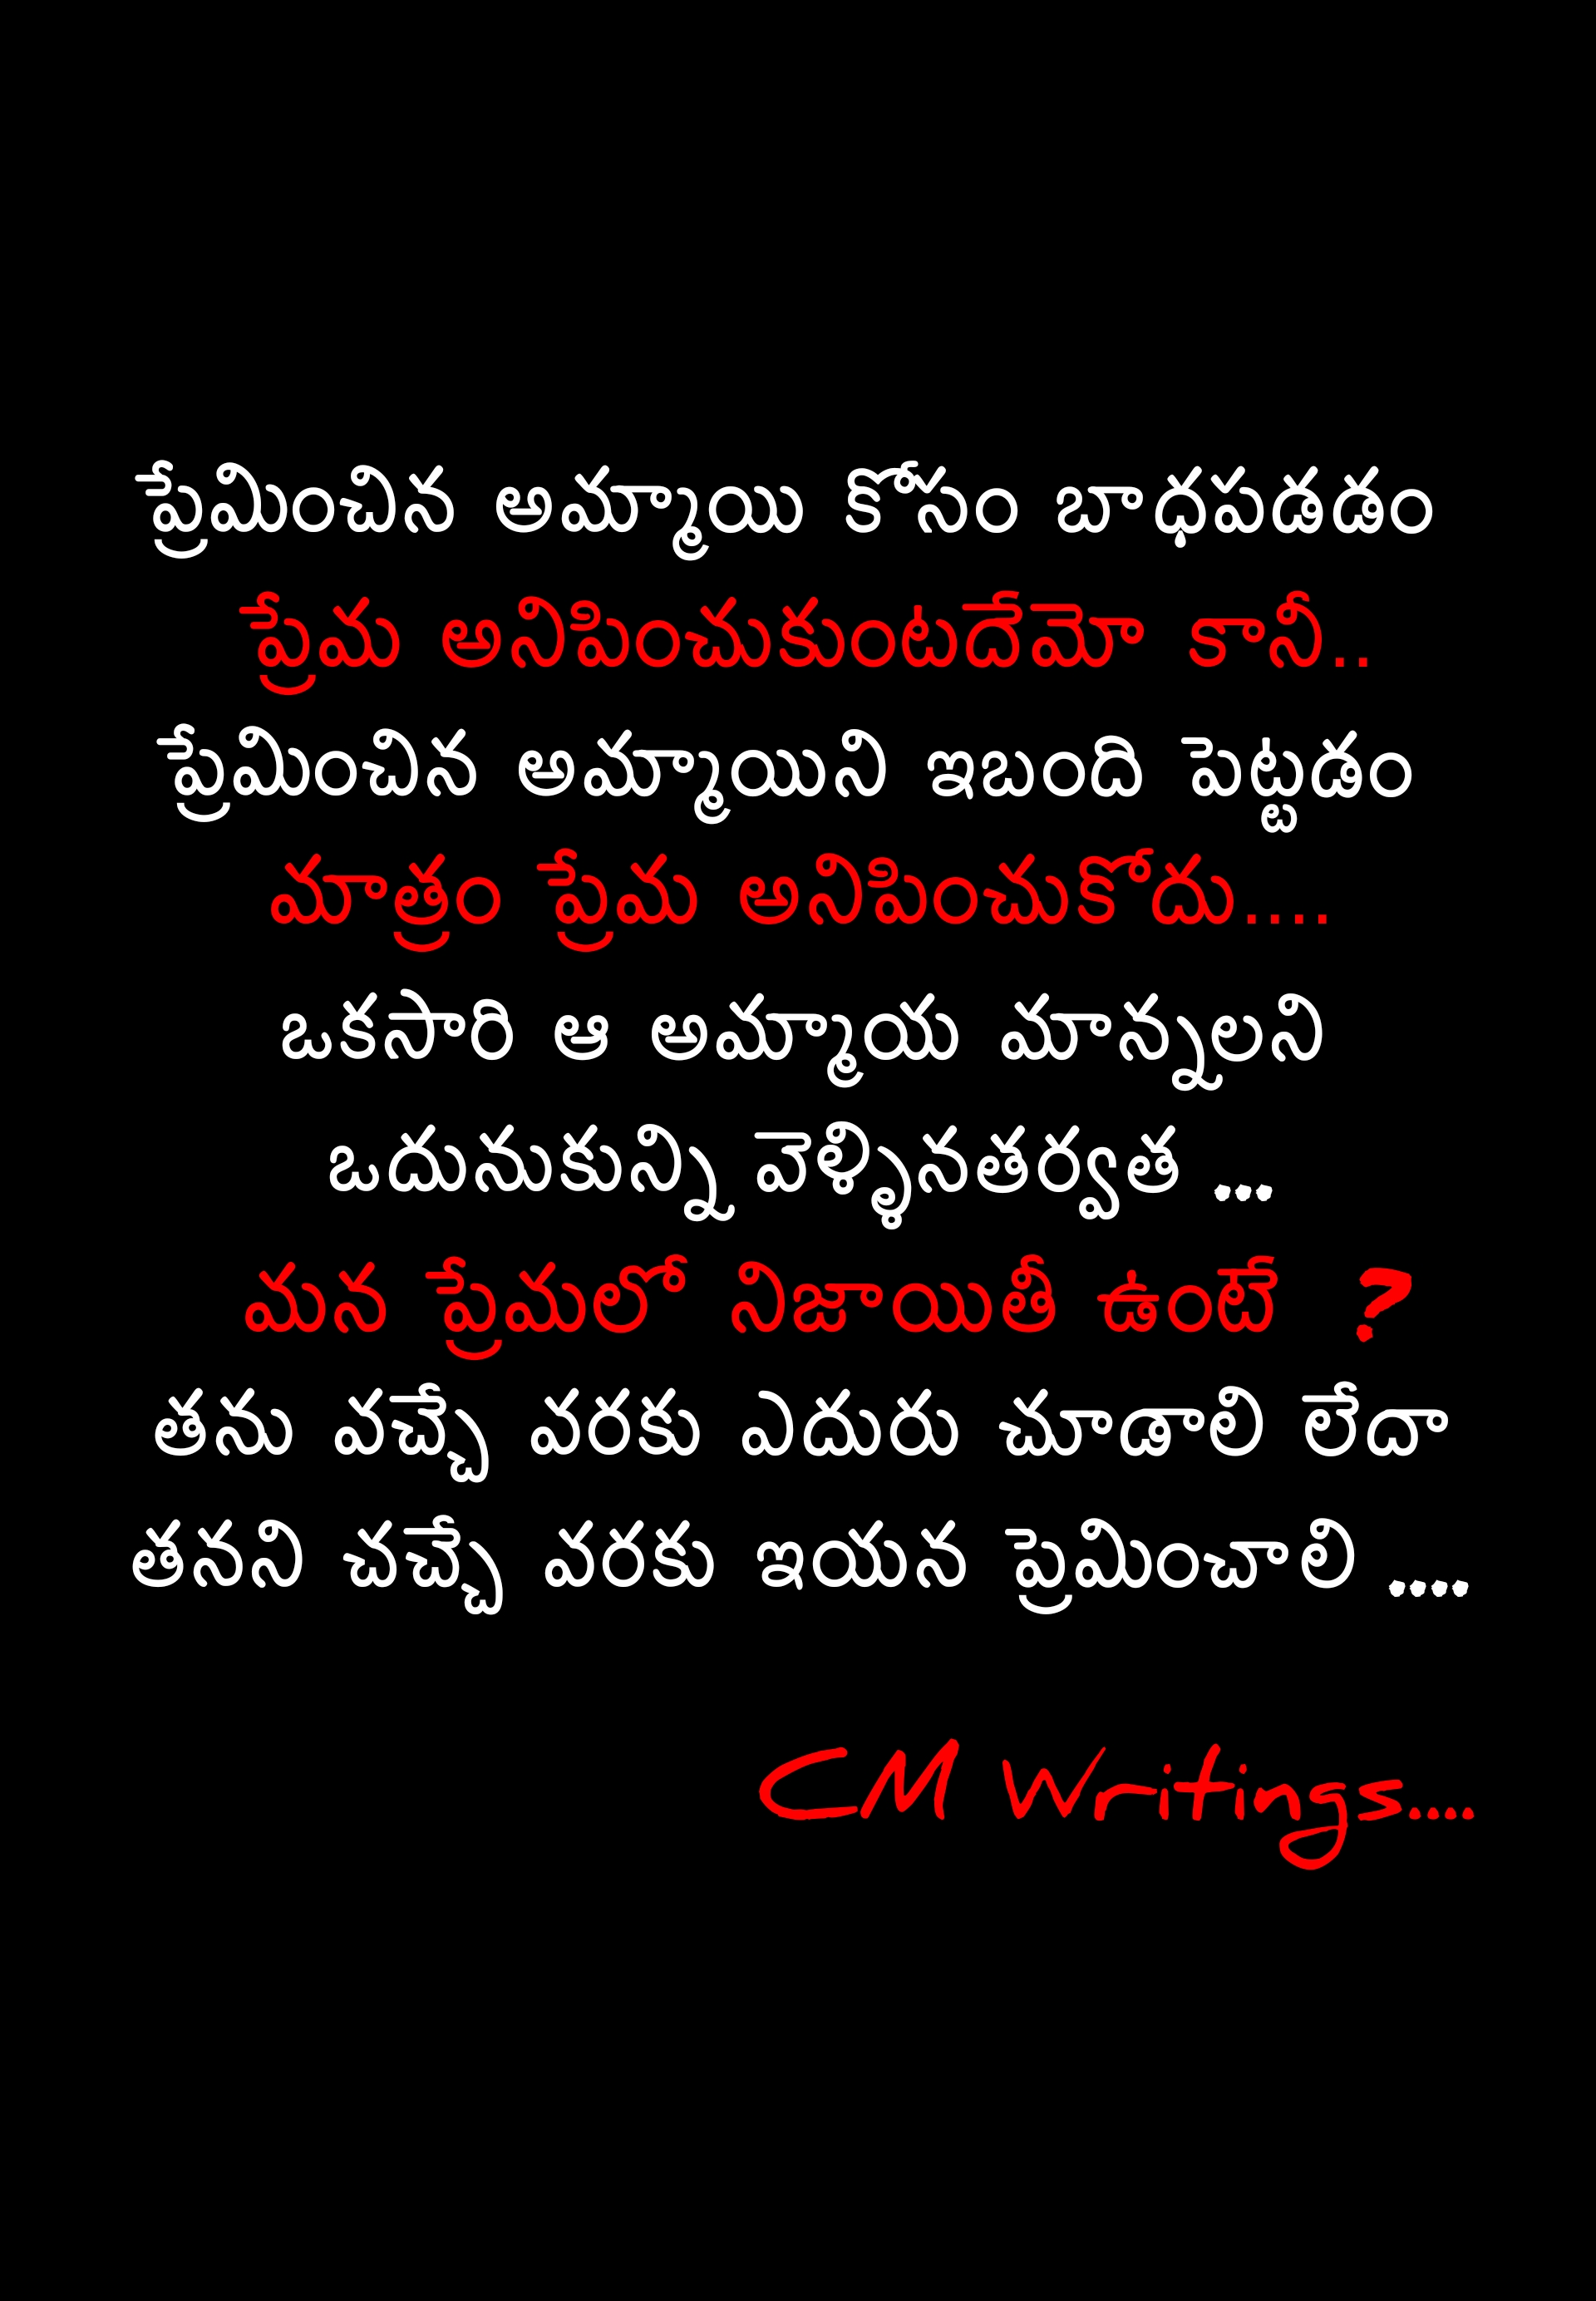 ప్రేమించిన అమ్మాయి కోసం బాధపడడం
ప్రేమ అనిపించుకుంటదేమో కానీ..
ప్రేమించిన అమ్మాయిని ఇబంది పెట్టడం
మాత్రం ప్రేమ అనిపించుకోదు....
ఒకసారి ఆ అమ్మాయ మాన్నలని
ఒదునుకున్ని వెళ్ళినతర్వత ...
మన ప్రేమలో నిజాయితీ ఉంటే ?
తను వచ్చే వరకు ఎదురు చూడాలి లేదా
తనని చచ్చే వరకు ఇయన ప్రెమించాలి ....
CM Writings....